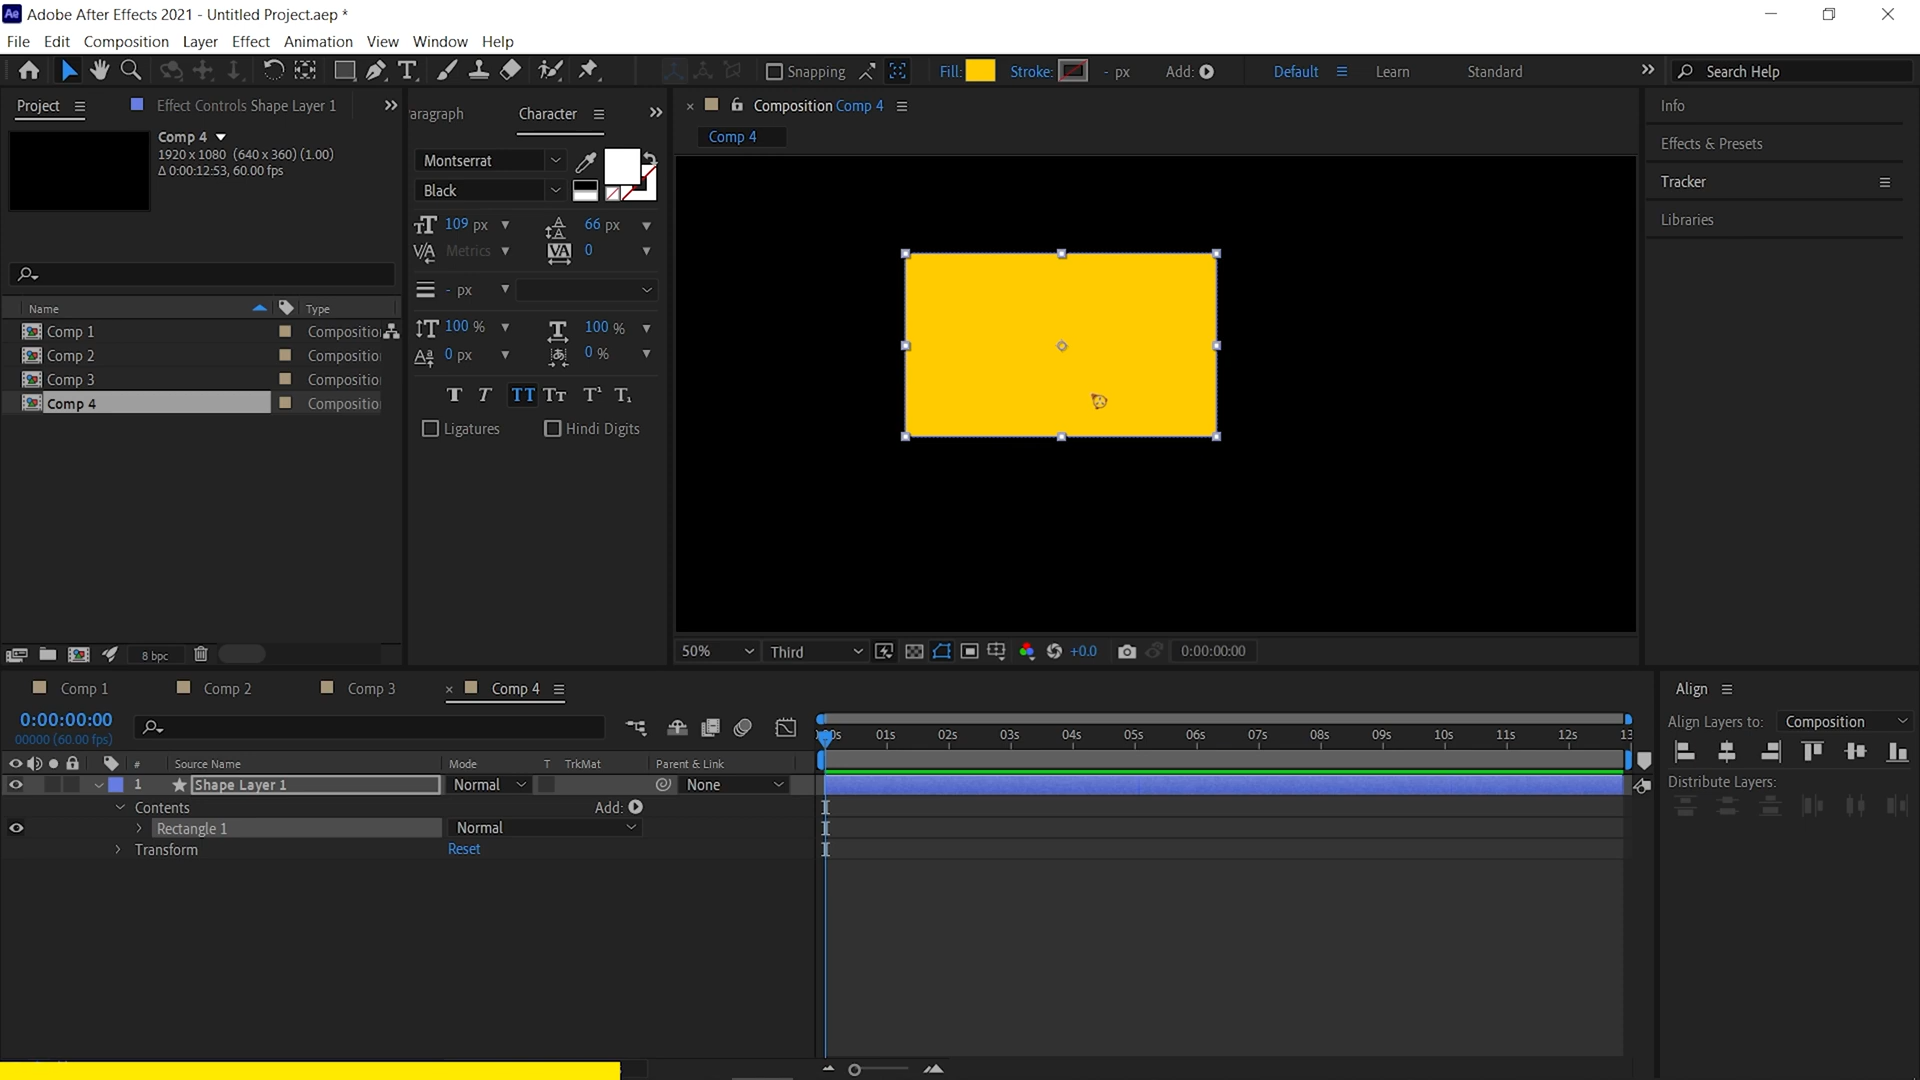 Adobe After Effects 2021 - Untitled Project.aep *
File Edit Composition Layer Effect Animation View Window Help
Snapping Fill: Stroke: - px Add: Default Learn Standard Search Help
Project Effect Controls Shape Layer 1
Comp 4
1920 x 1080 (640 x 360) (1.00)
Δ 0:00:12:53, 60.00 fps
Name Type
Comp 1 Compositio
Comp 2 Compositio
Comp 3 Compositio
Comp 4 Compositio
8 bpc
aragraph Character
Montserrat
Black
109 px 66 px
Metrics 0
- px
100 % 100 %
0 px 0 %
T T TT Tт T¹ T₁
Ligatures Hindi Digits
Composition Comp 4
Comp 4
50% Third +0.0 0:00:00:00
Info
Effects & Presets
Tracker
Libraries
Comp 1 Comp 2 Comp 3 Comp 4
0:00:00:00
00000 (60.00 fps)
01s 02s 03s 04s 05s 06s 07s 08s 09s 10s 11s 12s 13
# Source Name Mode T TrkMat Parent & Link
1 Shape Layer 1 Normal None
Contents Add:
Rectangle 1 Normal
Transform Reset
Align
Align Layers to: Composition
Distribute Layers: